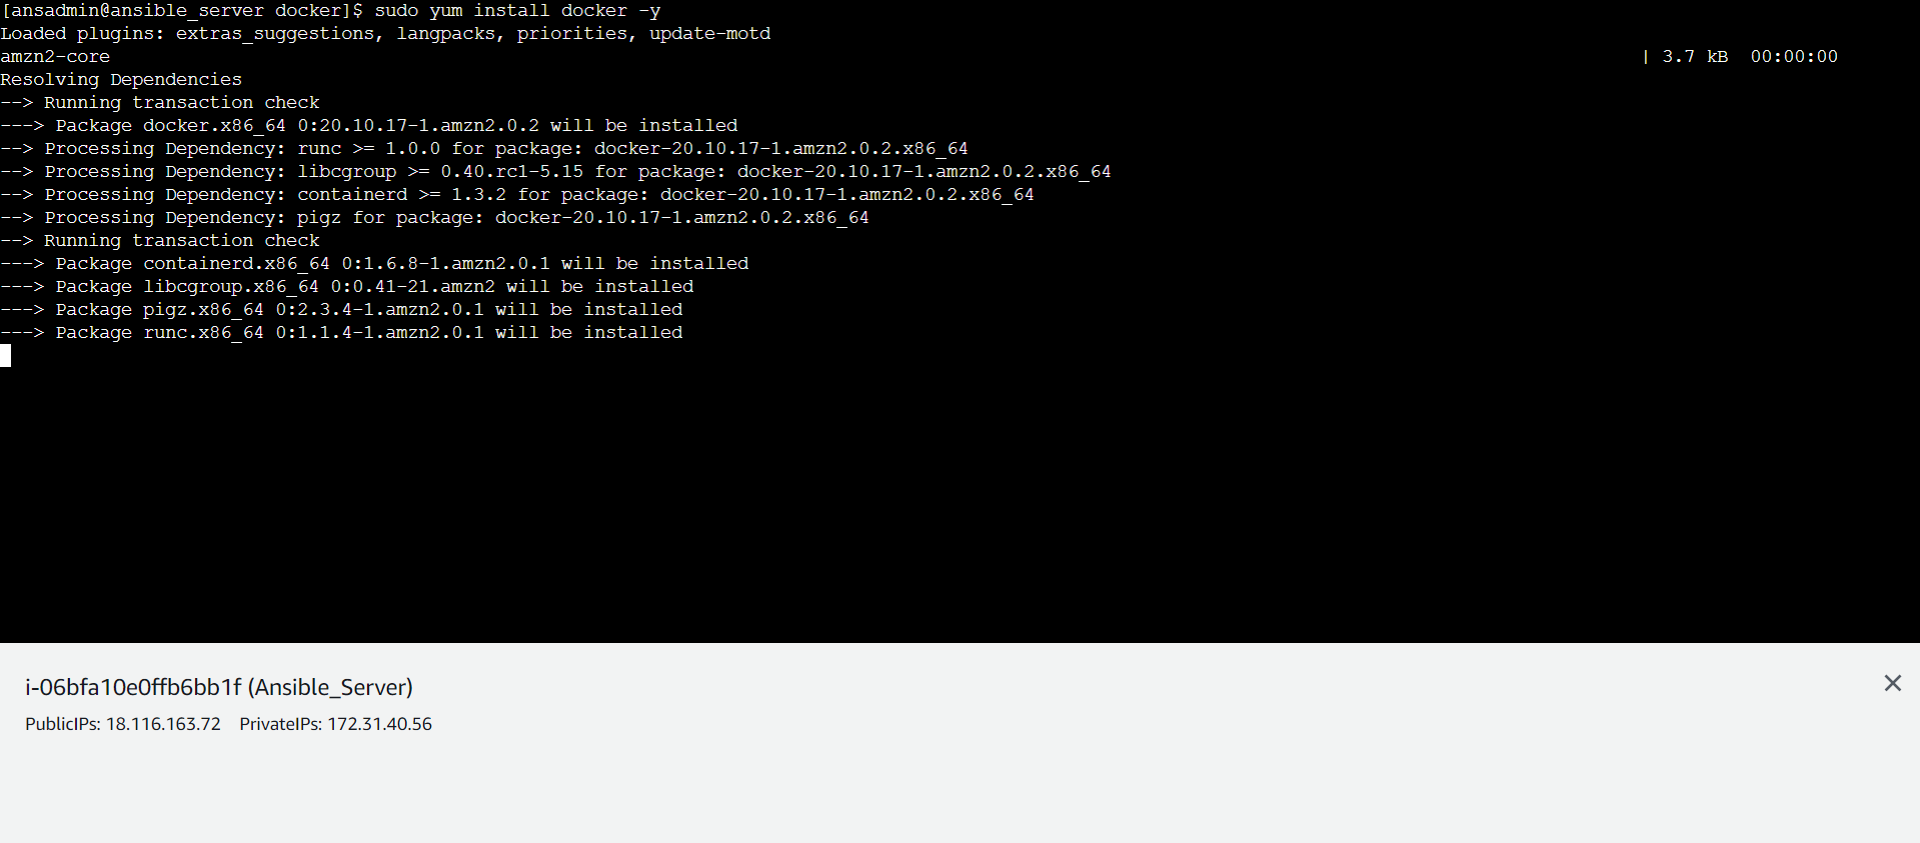 [ansadmin@ansible_server docker]$ sudo yum install docker -y
Loaded plugins: extras_suggestions, langpacks, priorities, update-motd
amzn2-core | 3.7 kB 00:00:00
Resolving Dependencies
--> Running transaction check
---> Package docker.x86_64 0:20.10.17-1.amzn2.0.2 will be installed
--> Processing Dependency: runc >= 1.0.0 for package: docker-20.10.17-1.amzn2.0.2.x86_64
--> Processing Dependency: libcgroup >= 0.40.rc1-5.15 for package: docker-20.10.17-1.amzn2.0.2.x86_64
--> Processing Dependency: containerd >= 1.3.2 for package: docker-20.10.17-1.amzn2.0.2.x86_64
--> Processing Dependency: pigz for package: docker-20.10.17-1.amzn2.0.2.x86_64
--> Running transaction check
---> Package containerd.x86_64 0:1.6.8-1.amzn2.0.1 will be installed
---> Package libcgroup.x86_64 0:0.41-21.amzn2 will be installed
---> Package pigz.x86_64 0:2.3.4-1.amzn2.0.1 will be installed
---> Package runc.x86_64 0:1.1.4-1.amzn2.0.1 will be installed
i-06bfa10e0ffb6bb1f (Ansible_Server)
PublicIPs: 18.116.163.72 PrivateIPs: 172.31.40.56